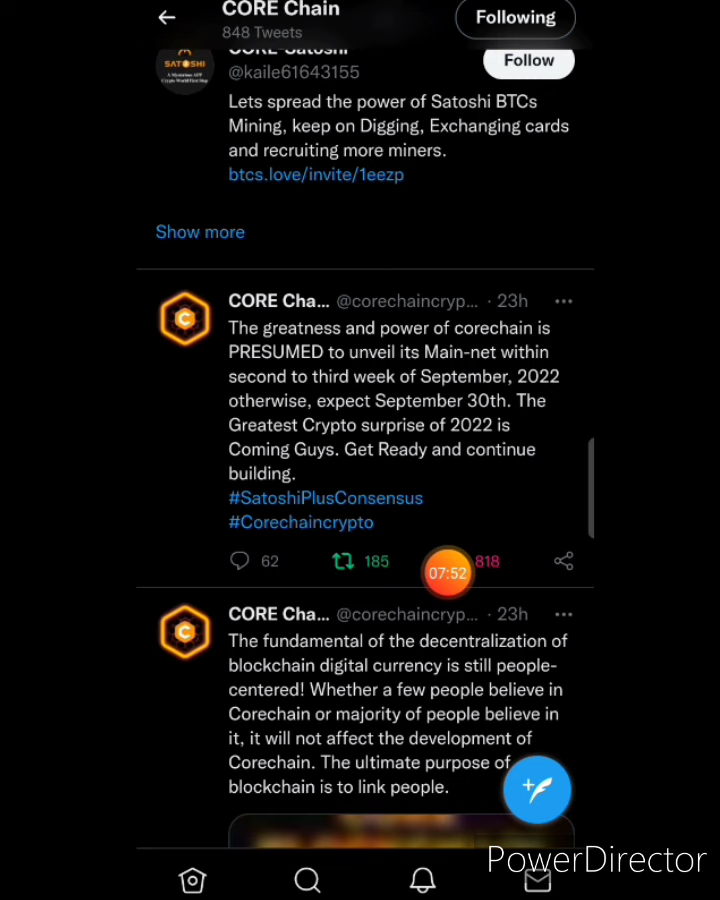 CORE Chain
848 Tweets
Following
CORE Satoshi
@kaile61643155
Follow
SATOSHI
Lets spread the power of Satoshi BTCs
Mining, keep on Digging, Exchanging cards
and recruiting more miners.
btcs.love/invite/1eezp
Show more
CORE Cha... @corechaincryp... · 23h
The greatness and power of corechain is
PRESUMED to unveil its Main-net within
second to third week of September, 2022
otherwise, expect September 30th. The
Greatest Crypto surprise of 2022 is
Coming Guys. Get Ready and continue
building.
#SatoshiPlusConsensus
#Corechaincrypto
62 185 818
07:52
CORE Cha... @corechaincryp... · 23h
The fundamental of the decentralization of
blockchain digital currency is still people-
centered! Whether a few people believe in
Corechain or majority of people believe in
it, it will not affect the development of
Corechain. The ultimate purpose of
blockchain is to link people.
PowerDirector